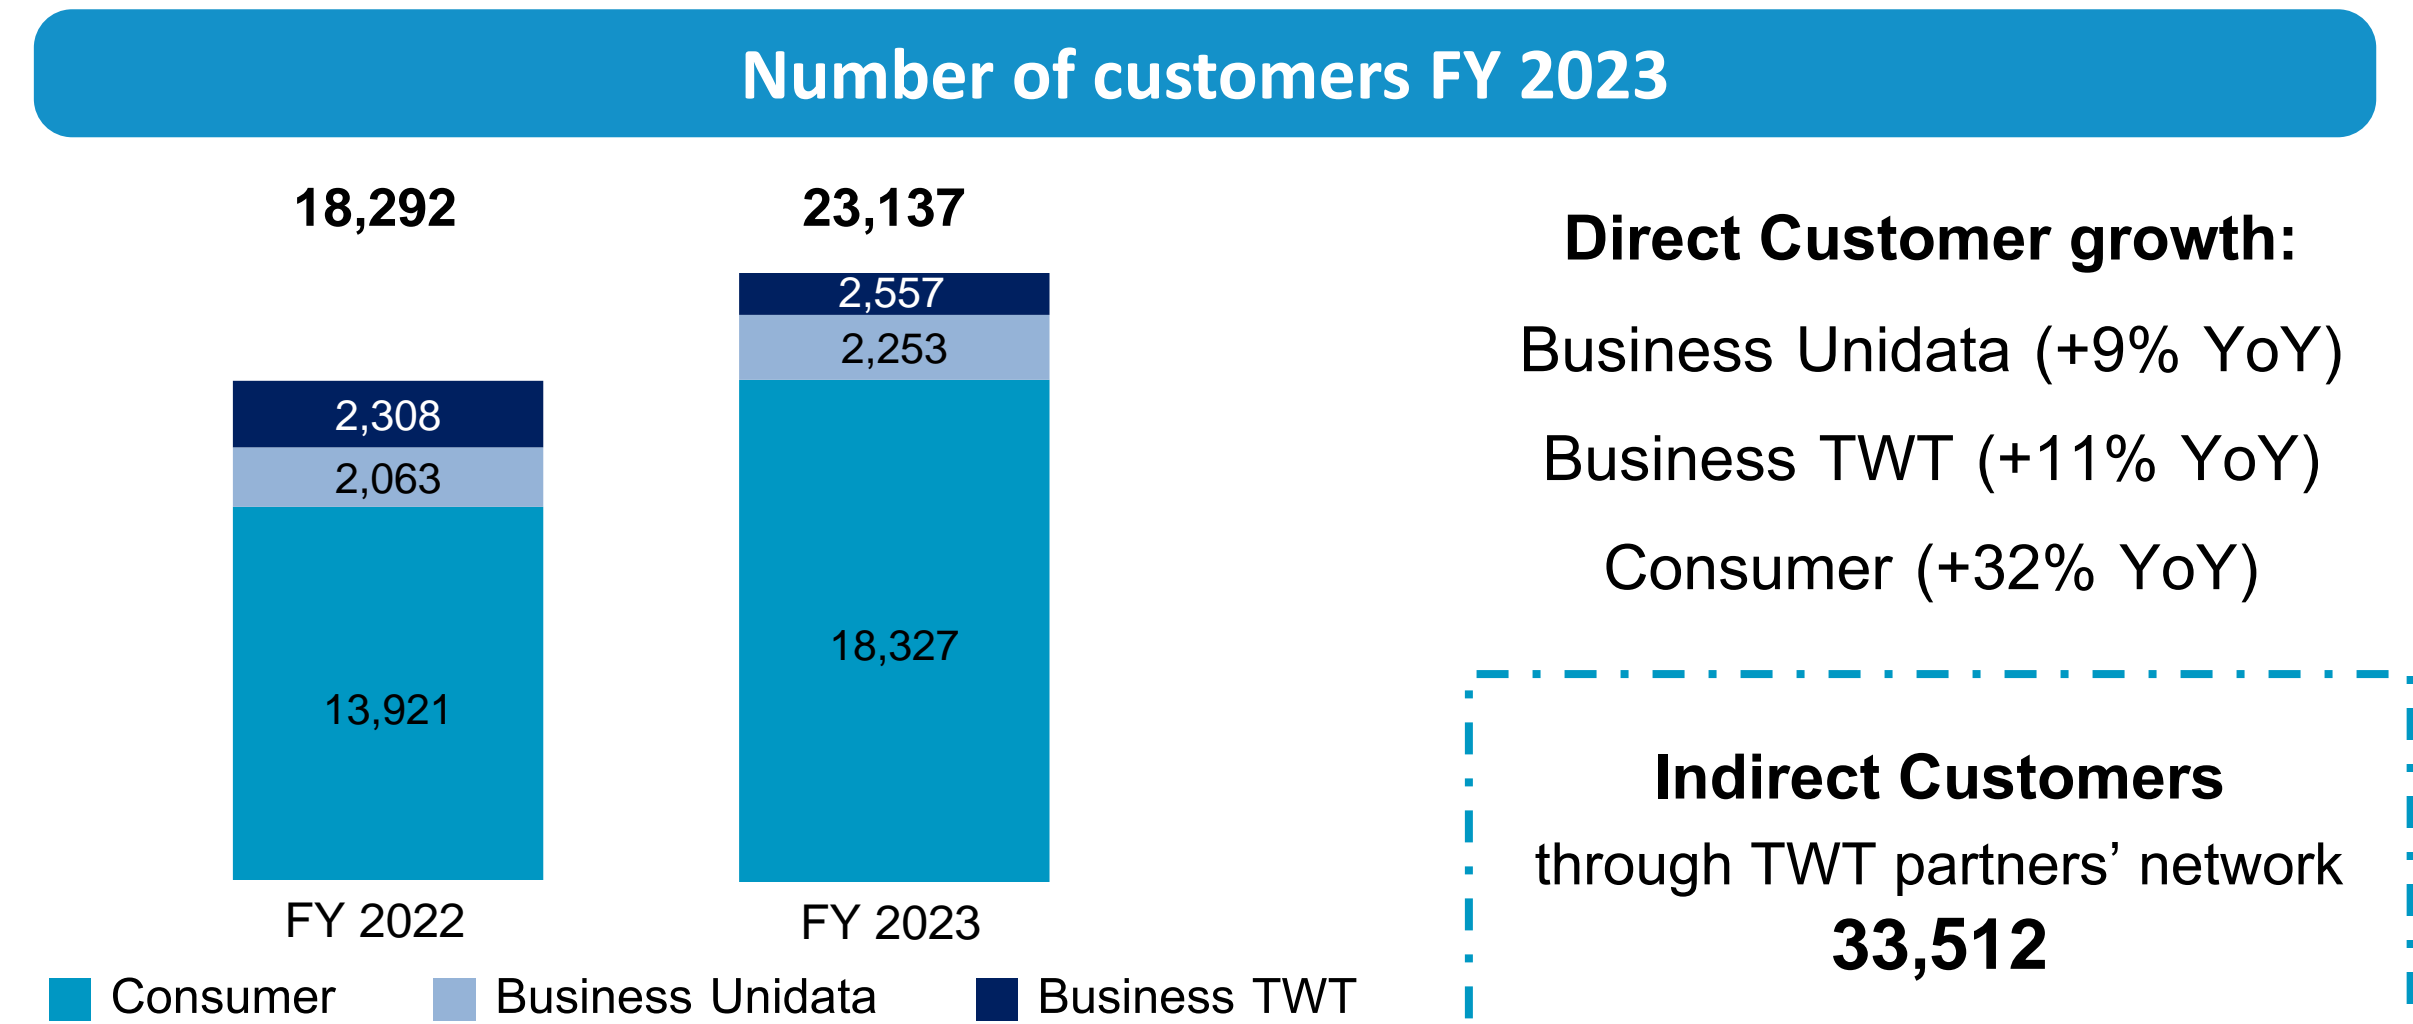 Number of customers FY 2023
18,292
23,137
2,308
2,063
13,921
2,557
2,253
18,327
FY 2022
FY 2023
Consumer
Business Unidata
Business TWT
Direct Customer growth:
Business Unidata (+9% YoY)
Business TWT (+11% YoY)
Consumer (+32% YoY)
Indirect Customers
through TWT partners’ network
33,512